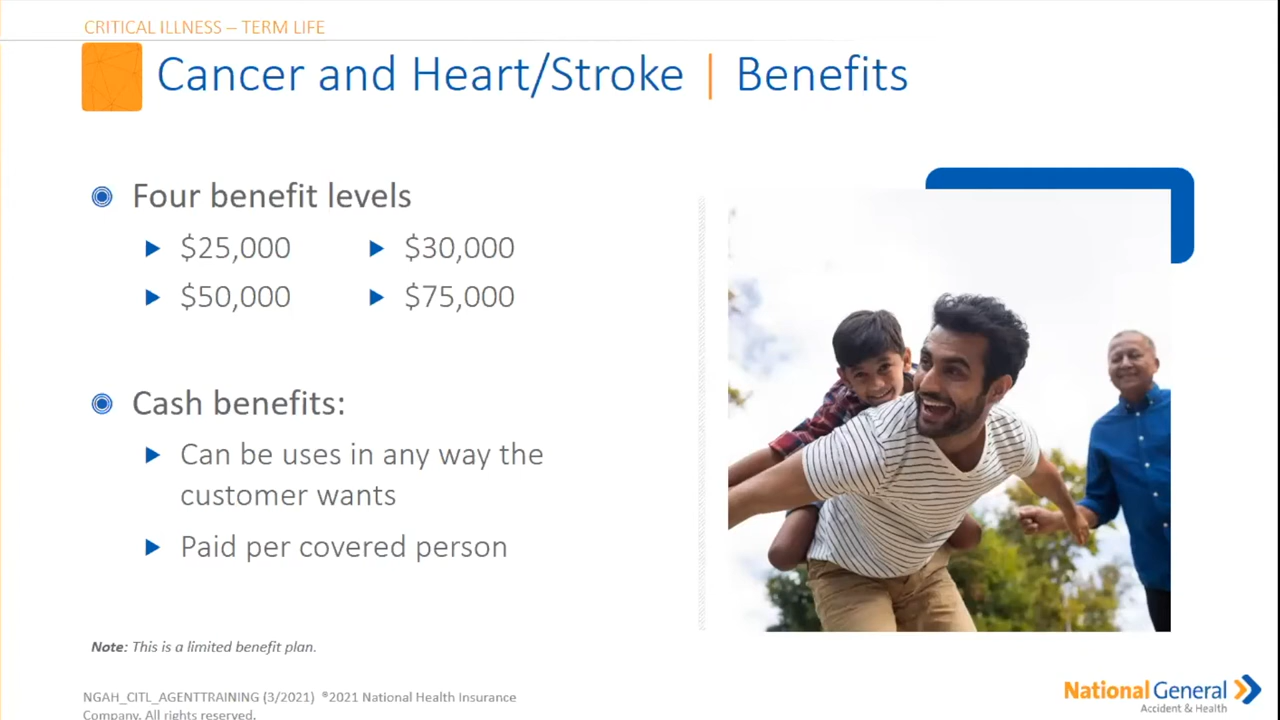 CRITICAL ILLNESS – TERM LIFE
Cancer and Heart/Stroke | Benefits
Four benefit levels
$25,000 $30,000
$50,000 $75,000
Cash benefits:
Can be uses in any way the
customer wants
Paid per covered person
Note: This is a limited benefit plan.
NGAH_CITL_AGENTTRAINING (3/2021) ®2021 National Health Insurance
Company. All rights reserved.
National General
Accident & Health